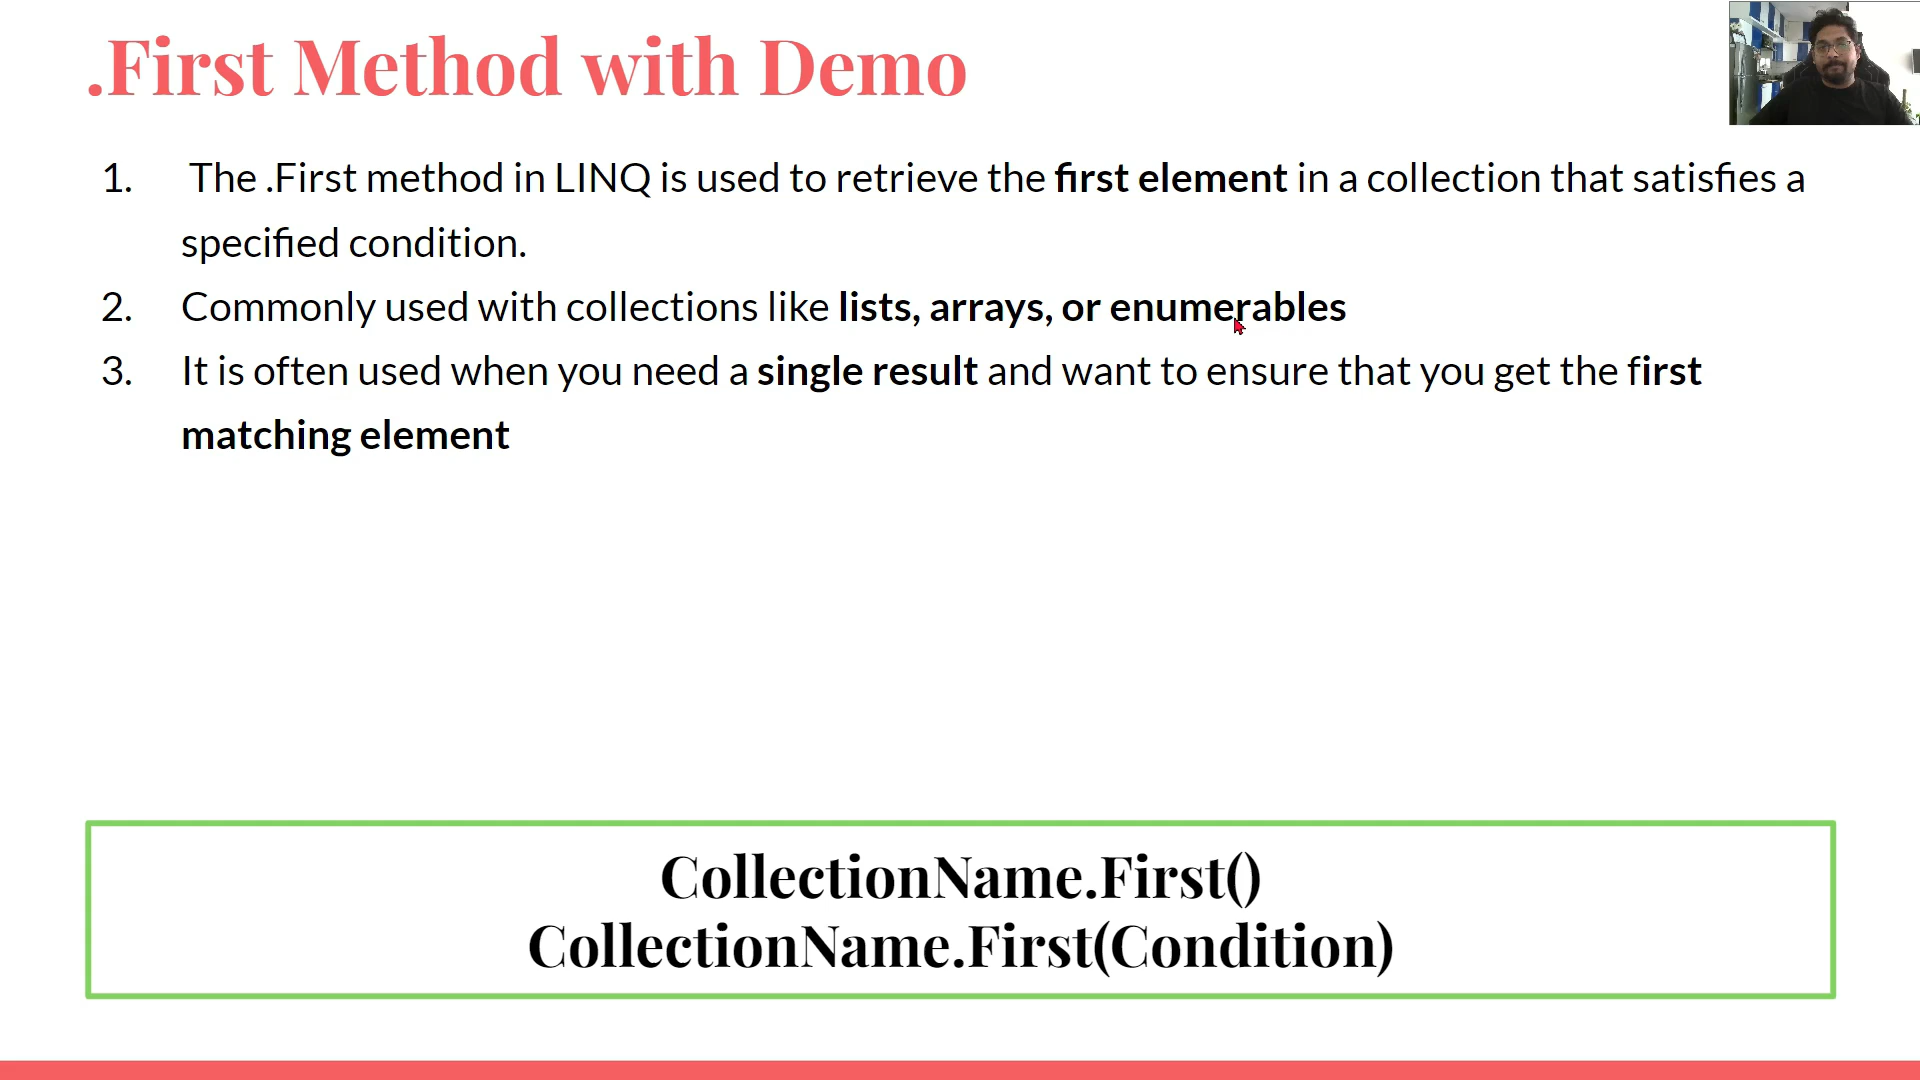 .First Method with Demo
1. The .First method in LINQ is used to retrieve the first element in a collection that satisfies a
specified condition.
2. Commonly used with collections like lists, arrays, or enumerables
3. It is often used when you need a single result and want to ensure that you get the first
matching element
CollectionName.First()
CollectionName.First(Condition)